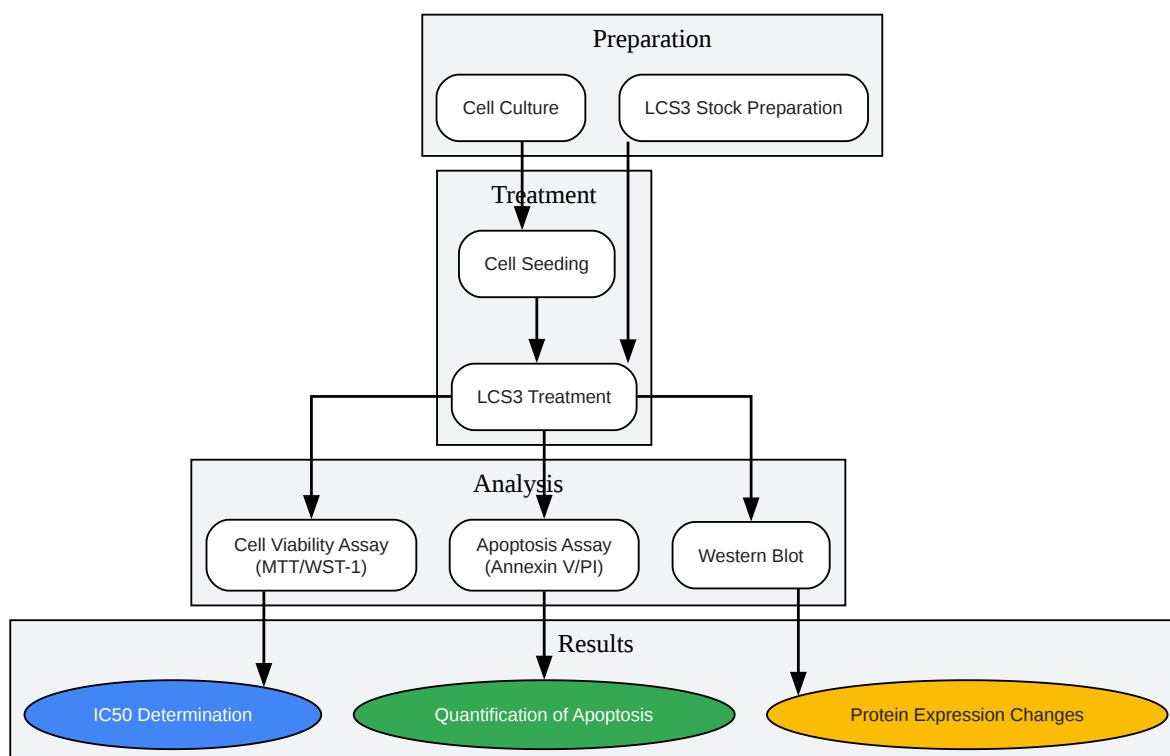 Preparation
Cell Culture
LCS3 Stock Preparation
Treatment
Cell Seeding
LCS3 Treatment
Analysis
Cell Viability Assay
(MTT/WST-1)
Apoptosis Assay
(Annexin V/PI)
Western Blot
Results
IC50 Determination
Quantification of Apoptosis
Protein Expression Changes